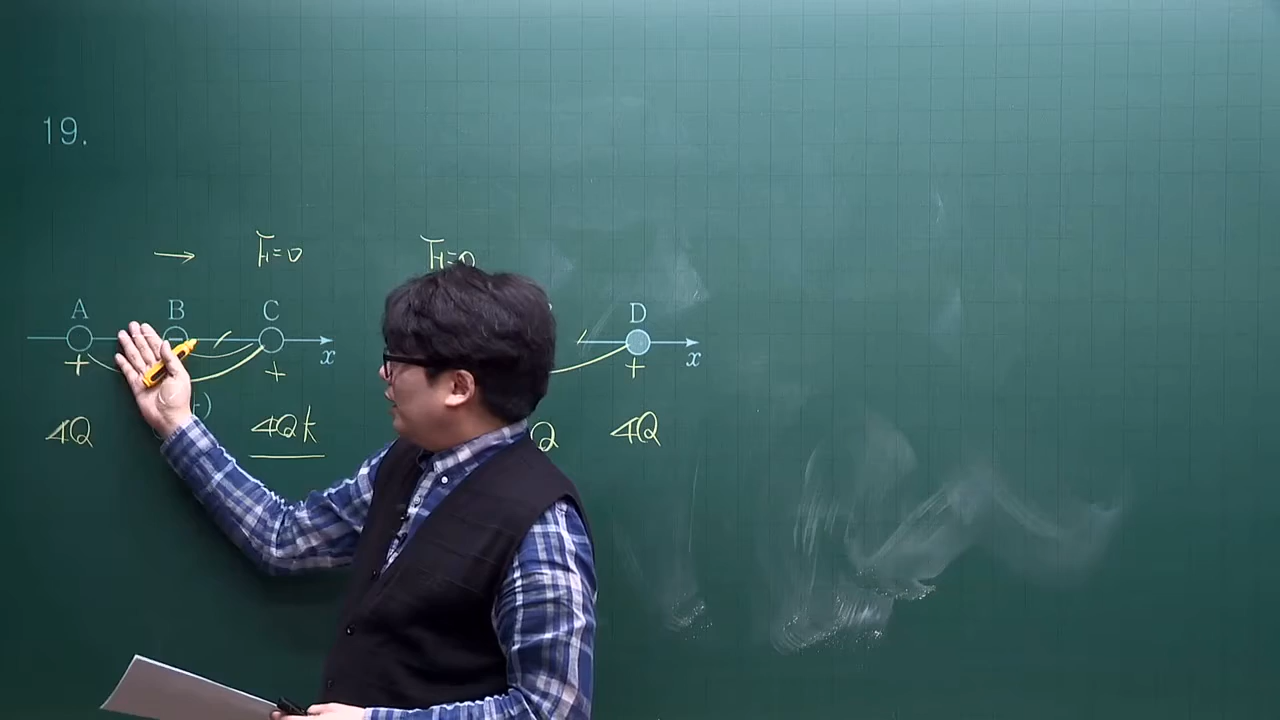 19.
→ F=0 F=0
A B C D
x x
+ + +
4Q 4Qk Q 4Q